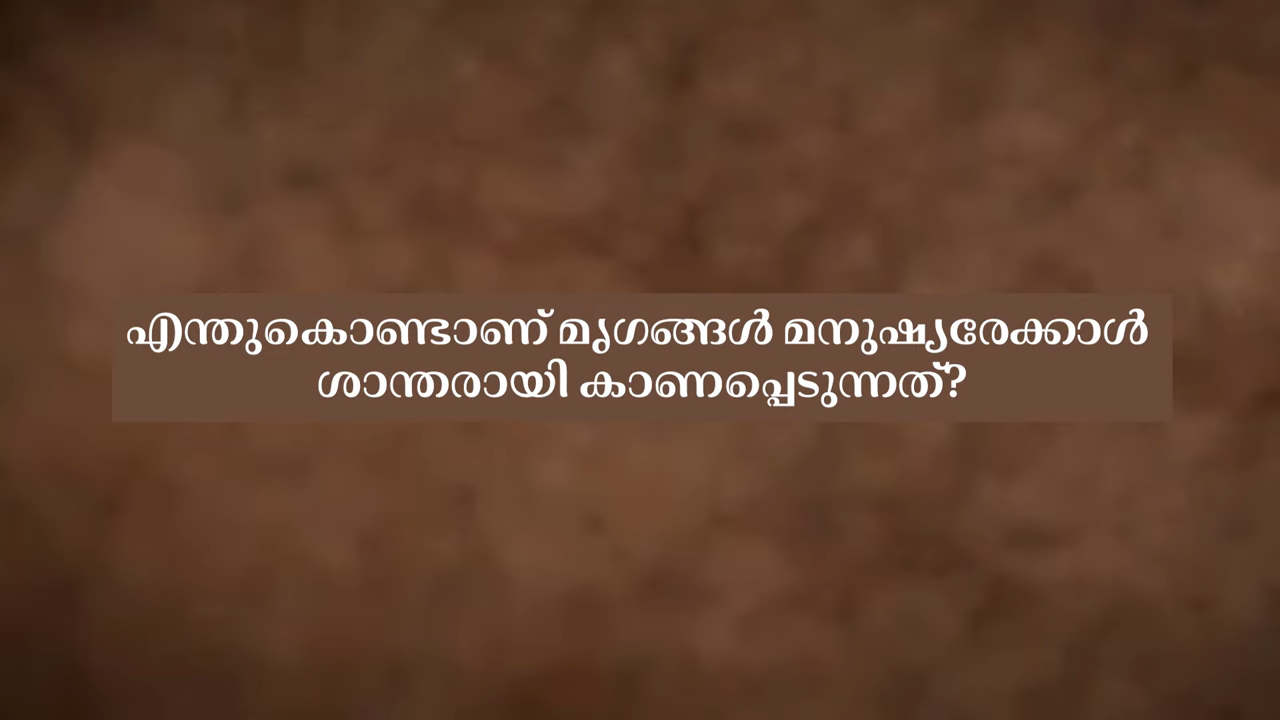 എന്തുകൊണ്ടാണ് മൃഗങ്ങൾ മനുഷ്യരേക്കാൾ
ശാന്തരായി കാണപ്പെടുന്നത്?